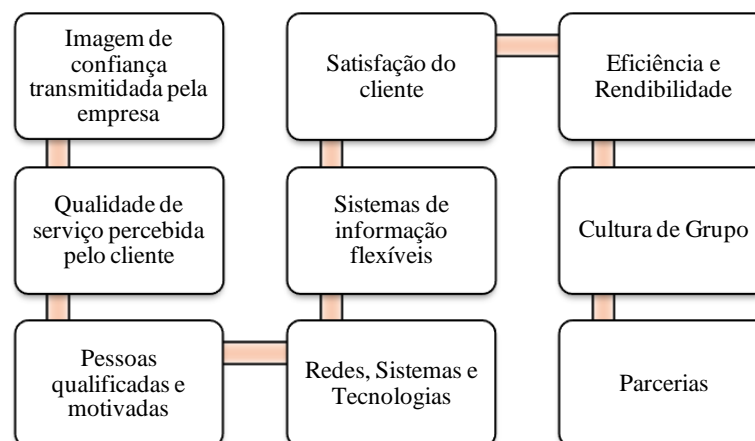 Imagem de
confiança
transmitidada pela
empresa
Qualidade de
serviço percebida
pelo cliente
Pessoas
qualificadas e
motivadas
Redes, Sistemas e
Tecnologias
Sistemas de
informação
flexíveis
Satisfação do
cliente
Eficiência e
Rendibilidade
Cultura de Grupo
Parcerias